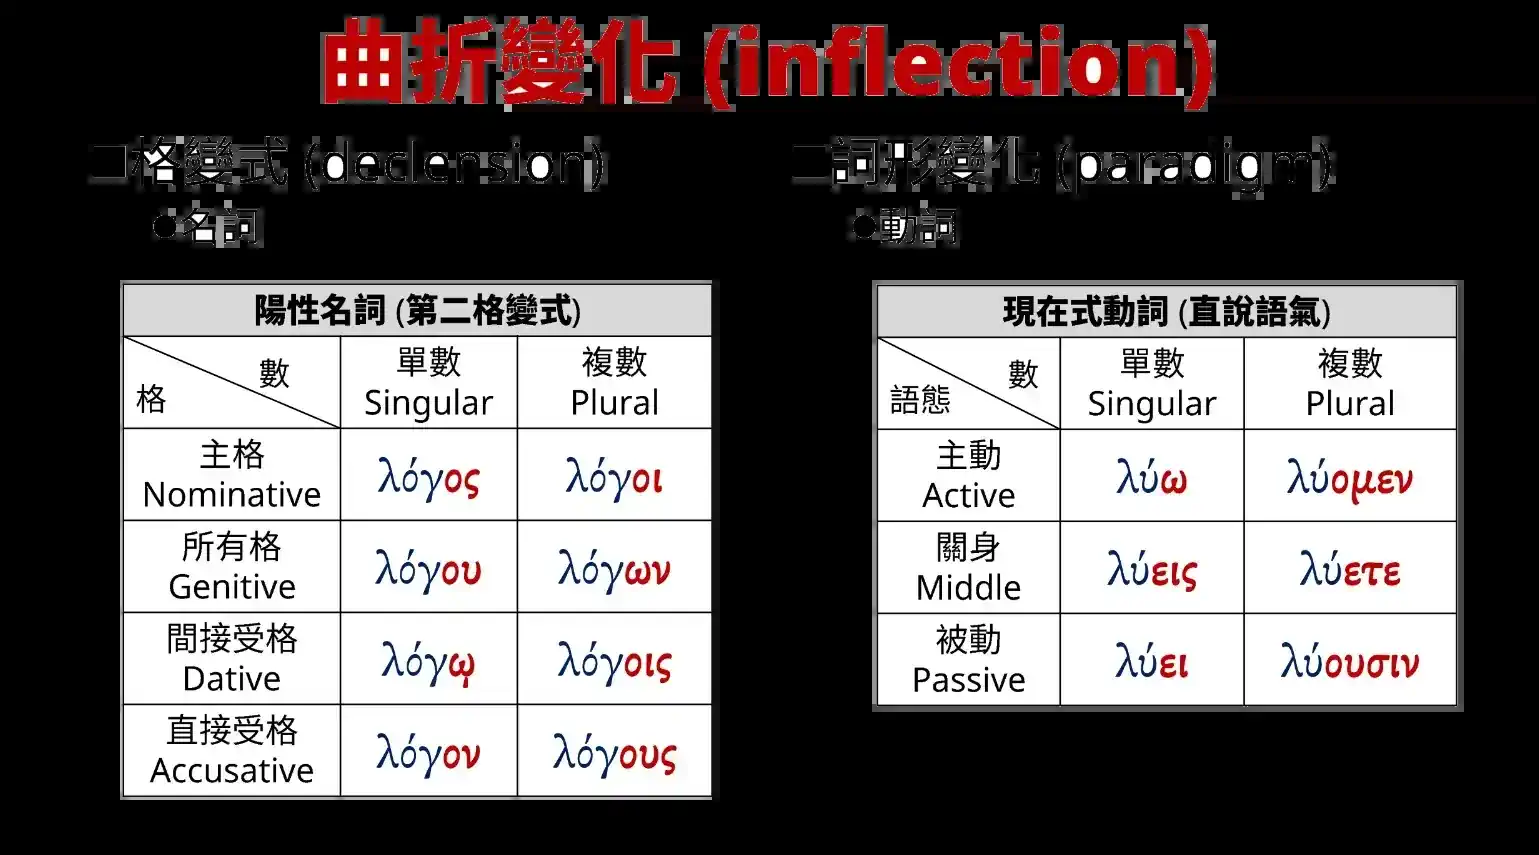 曲折變化 (inflection)
格變式 (declension)
●名詞
詞形變化 (paradigm)
●動詞
陽性名詞 (第二格變式)
數
格
單數
Singular
複數
Plural
主格
Nominative
λόγος
λόγοι
所有格
Genitive
λόγου
λόγων
間接受格
Dative
λόγῳ
λόγοις
直接受格
Accusative
λόγον
λόγους
現在式動詞 (直說語氣)
數
語態
單數
Singular
複數
Plural
主動
Active
λύω
λύομεν
關身
Middle
λύεις
λύετε
被動
Passive
λύει
λύουσιν